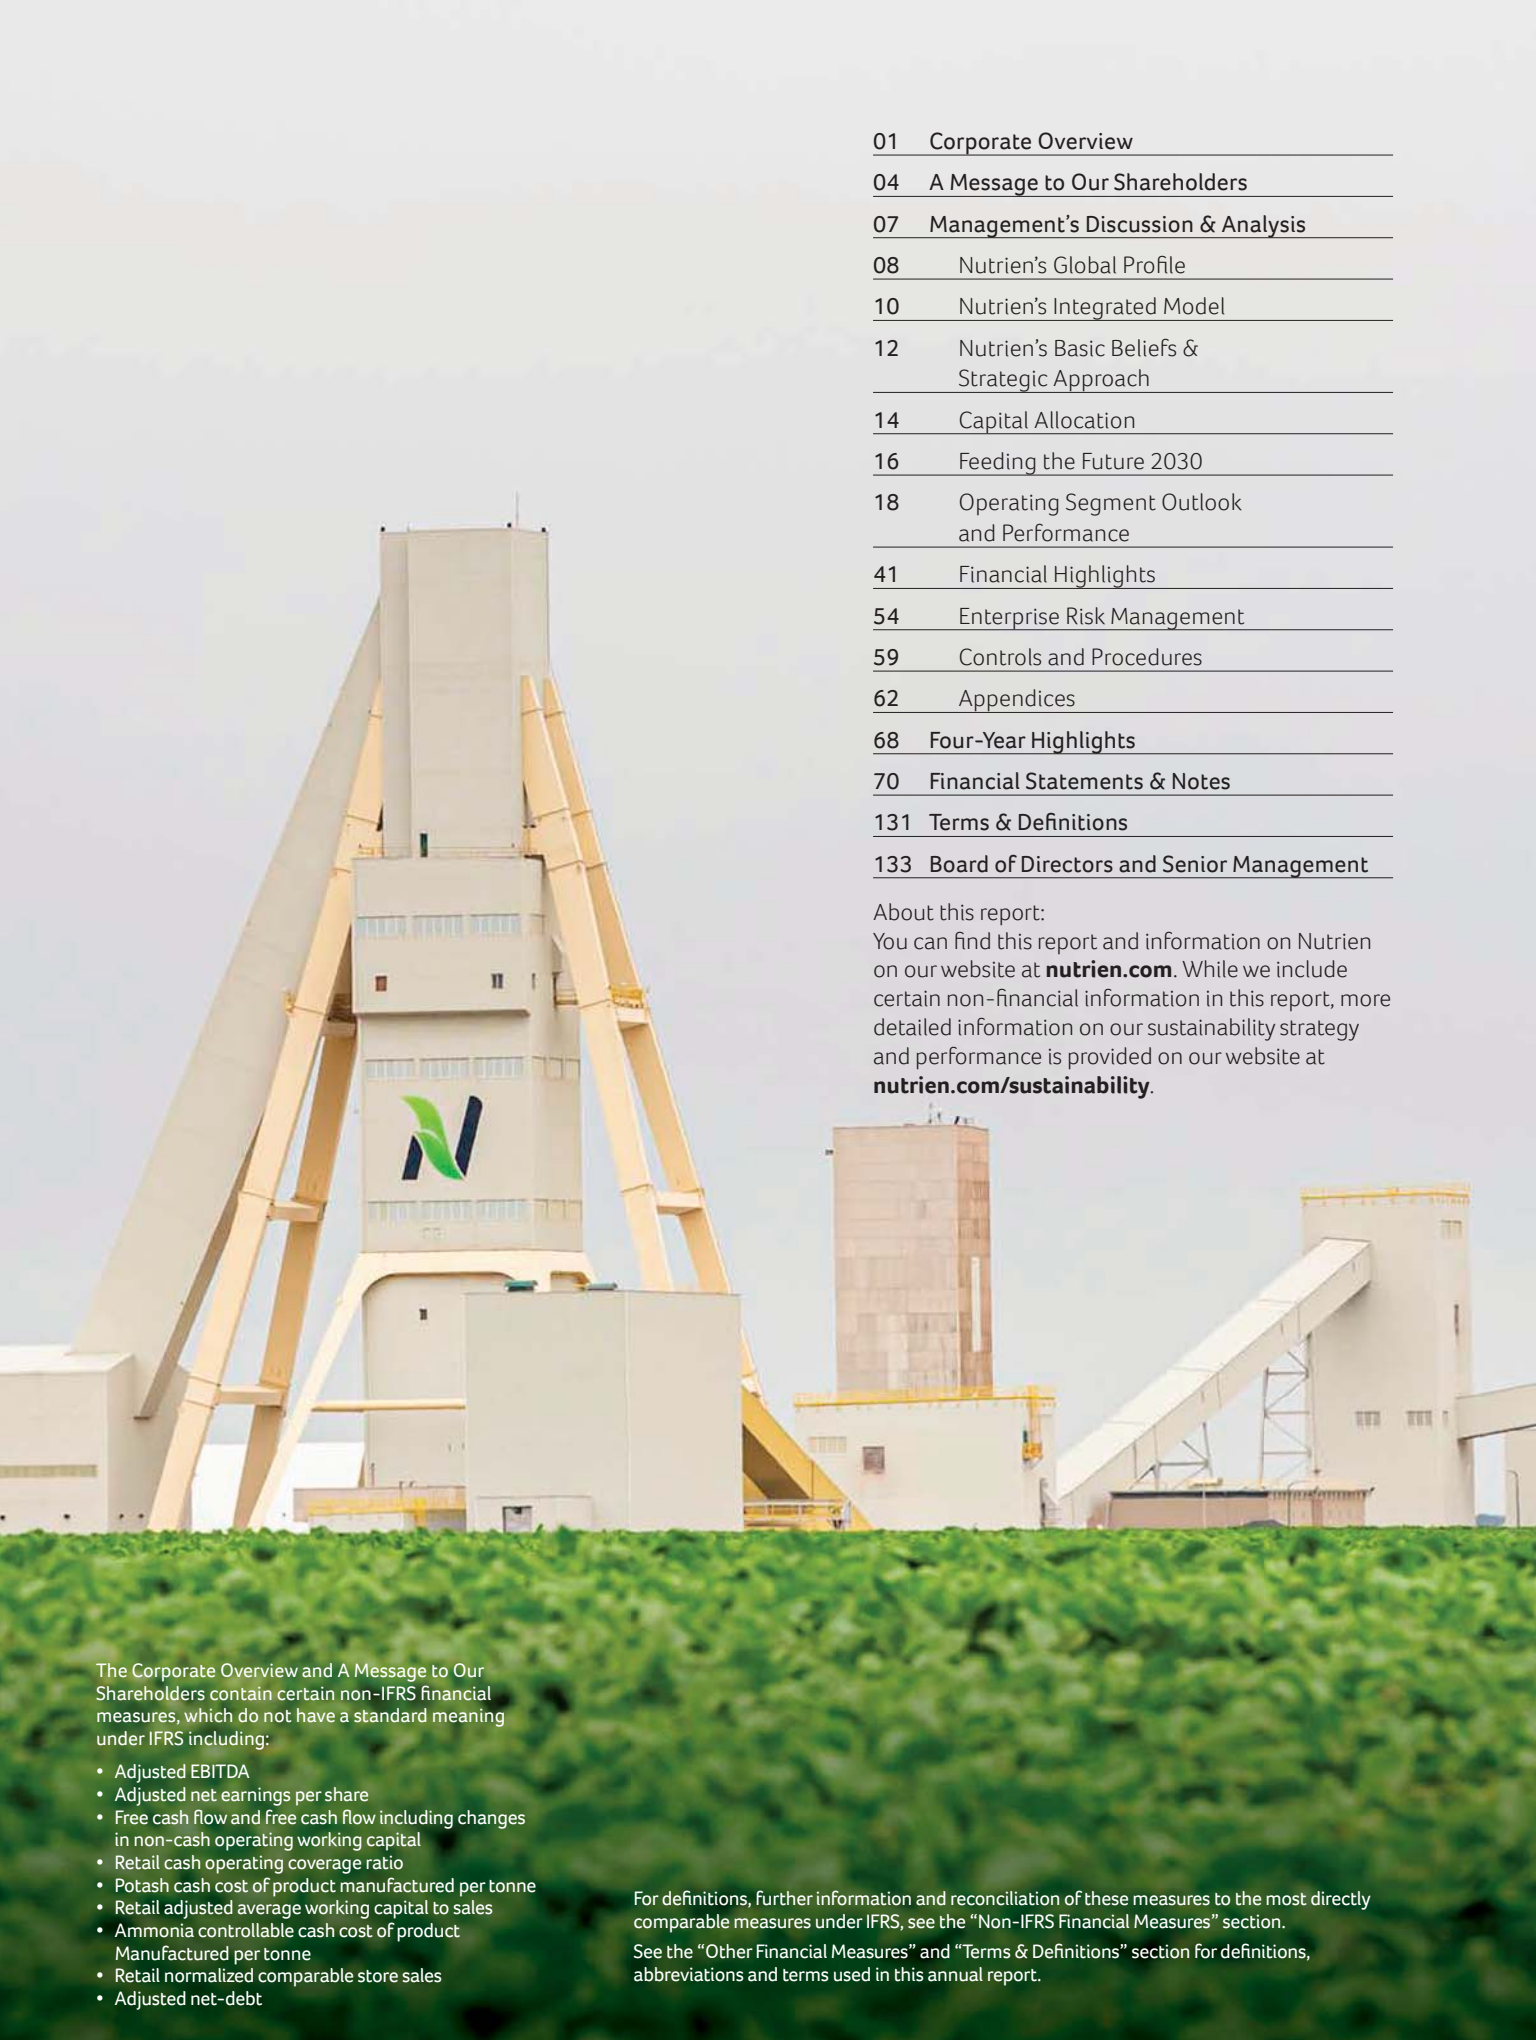 01 Corporate Overview
04 A Message to Our Shareholders
07 Management’s Discussion & Analysis
08 Nutrien’s Global Profile
10 Nutrien’s Integrated Model
12 Nutrien’s Basic Beliefs &
Strategic Approach
14 Capital Allocation
16 Feeding the Future 2030
18 Operating Segment Outlook
and Performance
41 Financial Highlights
54 Enterprise Risk Management
59 Controls and Procedures
62 Appendices
68 Four-Year Highlights
70 Financial Statements & Notes
131 Terms & Definitions
133 Board of Directors and Senior Management
About this report:
You can find this report and information on Nutrien
on our website at nutrien.com. While we include
certain non-financial information in this report, more
detailed information on our sustainability strategy
and performance is provided on our website at
nutrien.com/sustainability.
The Corporate Overview and A Message to Our
Shareholders contain certain non-IFRS financial
measures, which do not have a standard meaning
under IFRS including:
• Adjusted EBITDA
• Adjusted net earnings per share
• Free cash flow and free cash flow including changes
in non-cash operating working capital
• Retail cash operating coverage ratio
• Potash cash cost of product manufactured per tonne
• Retail adjusted average working capital to sales
• Ammonia controllable cash cost of product
Manufactured per tonne
• Retail normalized comparable store sales
• Adjusted net-debt
For definitions, further information and reconciliation of these measures to the most directly
comparable measures under IFRS, see the “Non-IFRS Financial Measures” section.
See the “Other Financial Measures” and “Terms & Definitions” section for definitions,
abbreviations and terms used in this annual report.